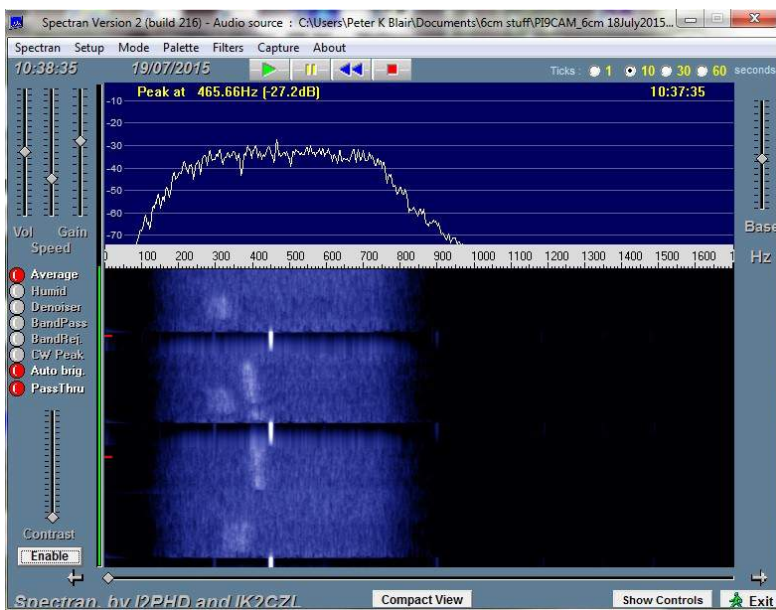 Spectran Version 2 (build 216) - Audio source : C:\Users\Peter K Blair\Documents\6cm stuff\PI9CAM_6cm 18July2015...
Spectran Setup Mode Palette Filters Capture About
10:38:35 19/07/2015 Ticks : 1 10 30 60 seconds
Peak at 465.66Hz (-27.2dB) 10:37:35
-10
-20
-30
-40
-50
-60
-70
Vol Gain
Speed
Base
0 100 200 300 400 500 600 700 800 900 1000 1100 1200 1300 1400 1500 1600 Hz
Average
Humid
Denoiser
BandPass
BandRej.
CW Peak
Auto brig.
PassThru
Contrast
Enable
Spectran, by I2PHD and IK2CZL Compact View Show Controls Exit